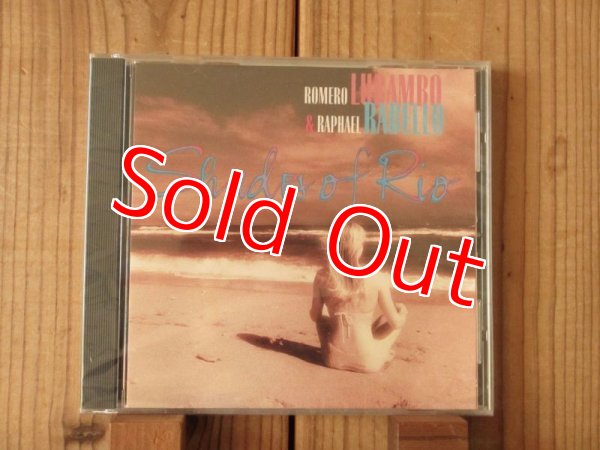 ROMERO LUBAMBO
& RAPHAEL RABELLO
Shades of Rio
Sold Out